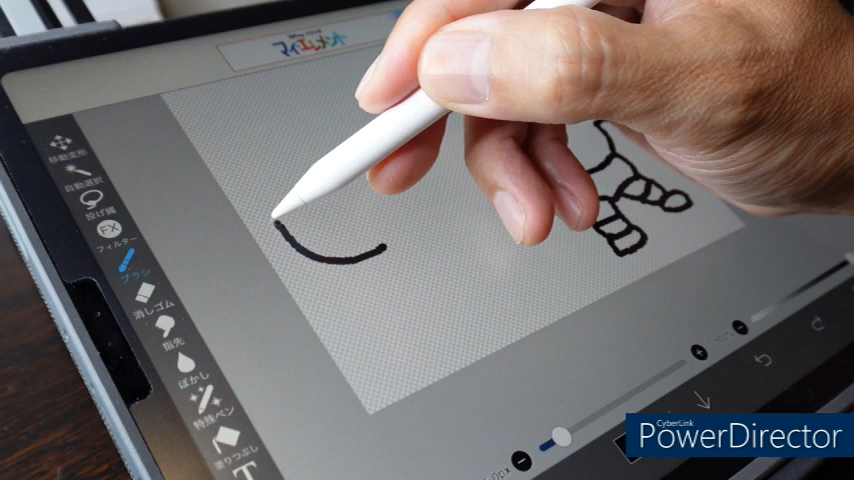 移動変形
自動選択
投げ縄
FX
フィルター
ブラシ
消しゴム
指先
ぼかし
特殊ペン
塗りつぶし
T
CyberLink
PowerDirector